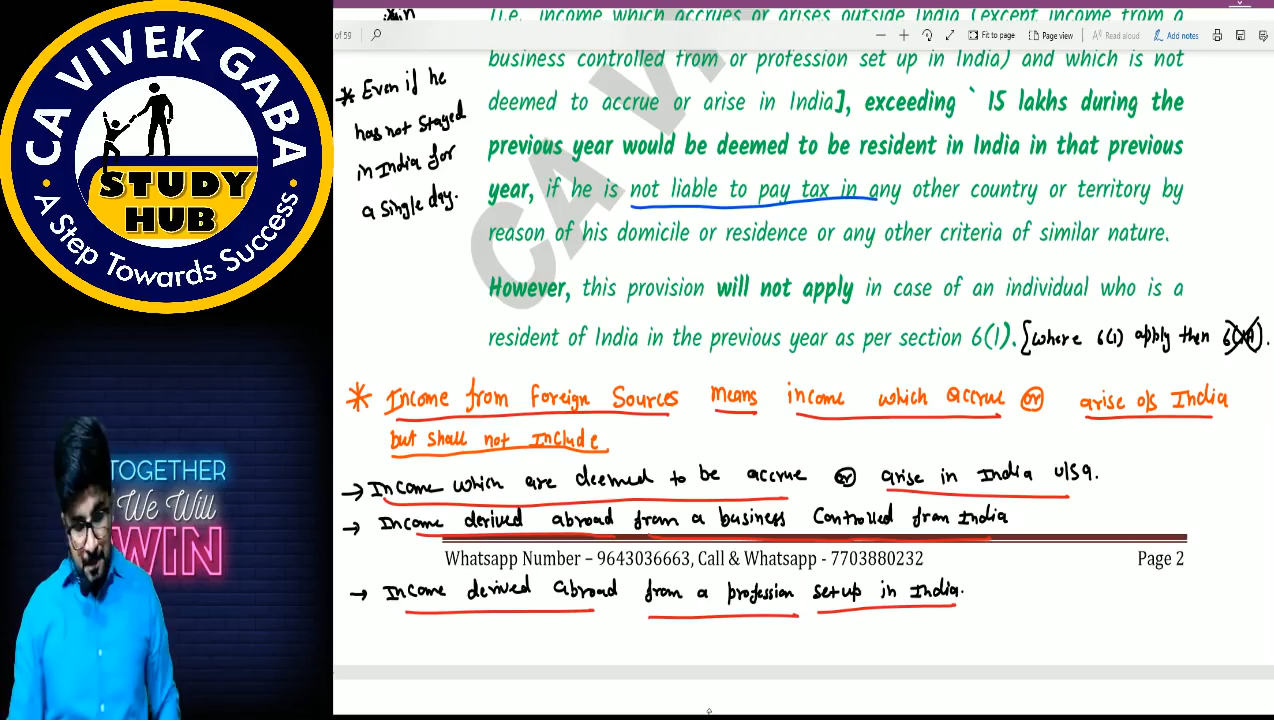 CA VIVEK GABA
STUDY
HUB
• A Step Towards Success •
TOGETHER
We Will
WIN
of 59
Fit to page
Page view
Read aloud
Add notes
(i.e. income which accrues or arises outside India (except income from a
business controlled from or profession set up in India) and which is not
deemed to accrue or arise in India], exceeding ` 15 lakhs during the
previous year would be deemed to be resident in India in that previous
year, if he is not liable to pay tax in any other country or territory by
reason of his domicile or residence or any other criteria of similar nature.
However, this provision will not apply in case of an individual who is a
resident of India in the previous year as per section 6(1). [where 6(1) apply then
* Even if he
has not stayed
in India for
a single day.
* Income from Foreign Sources means income which accrue or arise o/s India
but shall not include
→ Income which are deemed to be accrue or arise in India u/s 9.
→ Income derived abroad from a business Controlled from India
Whatsapp Number – 9643036663, Call & Whatsapp - 7703880232 Page 2
→ Income derived abroad from a profession setup in India.
CA VI